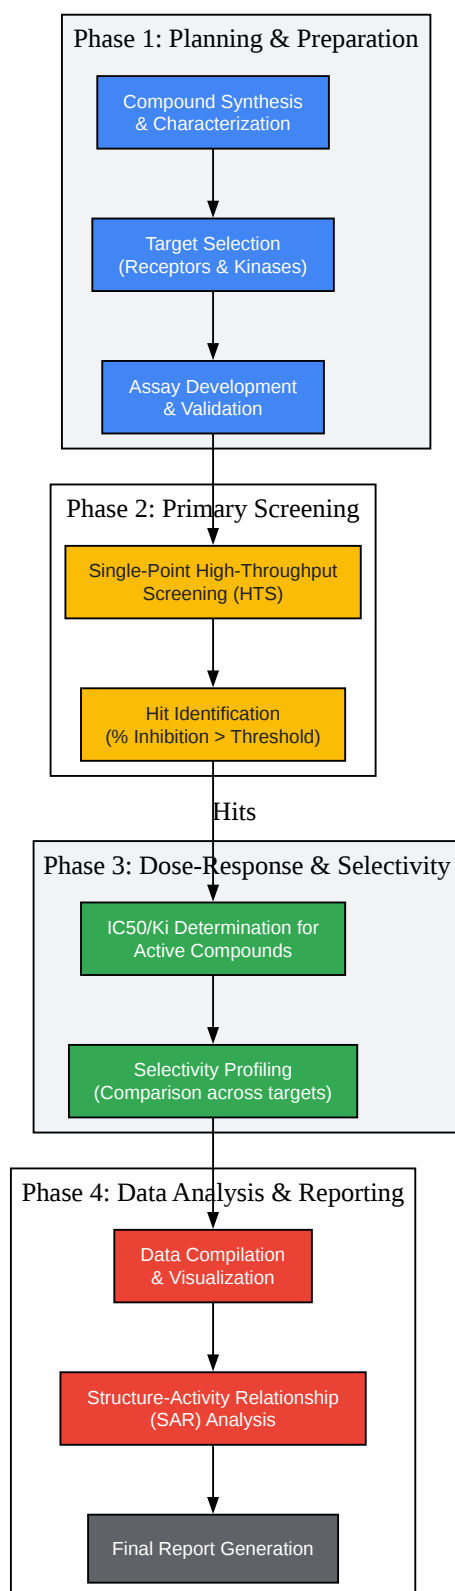 Phase 1: Planning & Preparation
Compound Synthesis
& Characterization
Target Selection
(Receptors & Kinases)
Assay Development
& Validation
Phase 2: Primary Screening
Single-Point High-Throughput
Screening (HTS)
Hit Identification
(% Inhibition > Threshold)
Hits
Phase 3: Dose-Response & Selectivity
IC50/Ki Determination for
Active Compounds
Selectivity Profiling
(Comparison across targets)
Phase 4: Data Analysis & Reporting
Data Compilation
& Visualization
Structure-Activity Relationship
(SAR) Analysis
Final Report Generation